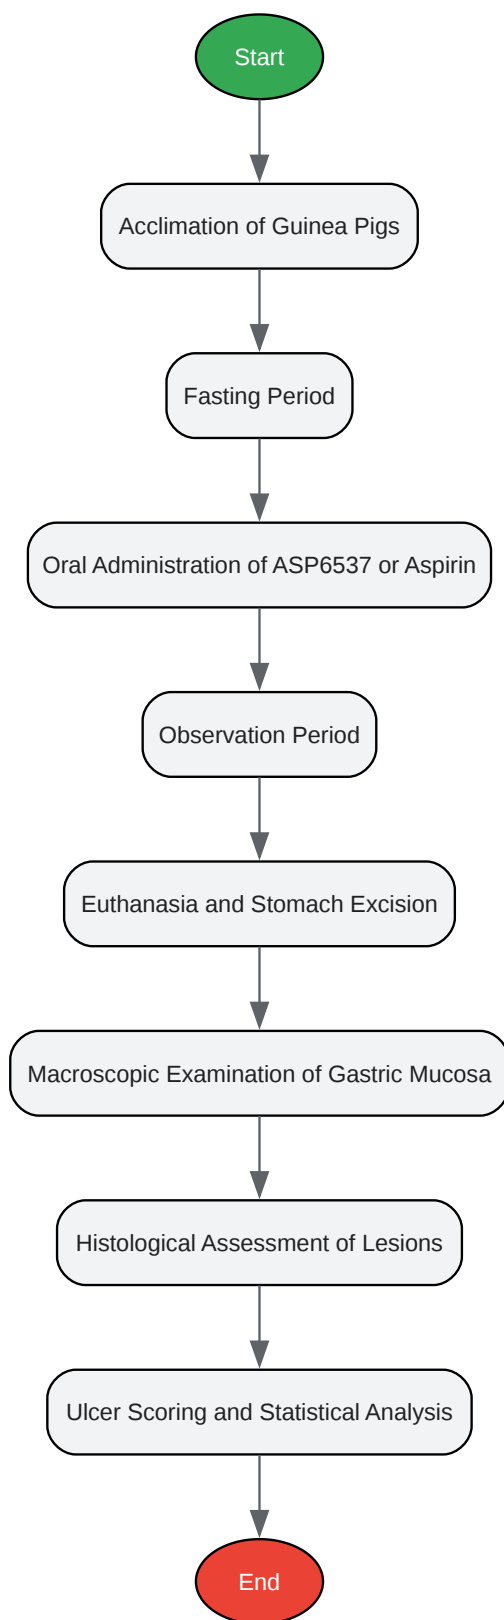 Start
Acclimation of Guinea Pigs
Fasting Period
Oral Administration of ASP6537 or Aspirin
Observation Period
Euthanasia and Stomach Excision
Macroscopic Examination of Gastric Mucosa
Histological Assessment of Lesions
Ulcer Scoring and Statistical Analysis
End